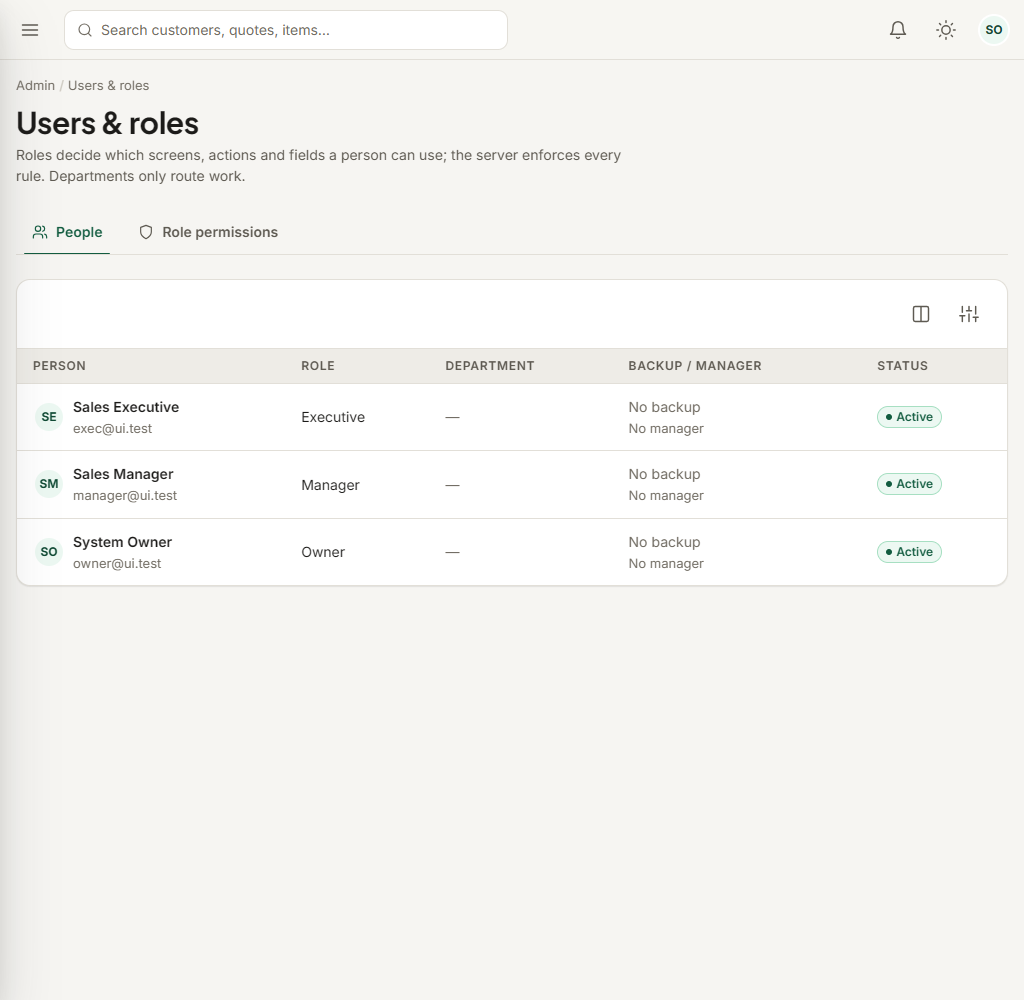 Search customers, quotes, items...
SO
Admin / Users & roles
Users & roles
Roles decide which screens, actions and fields a person can use; the server enforces every
rule. Departments only route work.
People
Role permissions
PERSON ROLE DEPARTMENT BACKUP / MANAGER STATUS
SE Sales Executive
exec@ui.test
Executive
—
No backup
No manager
Active
SM Sales Manager
manager@ui.test
Manager
—
No backup
No manager
Active
SO System Owner
owner@ui.test
Owner
—
No backup
No manager
Active